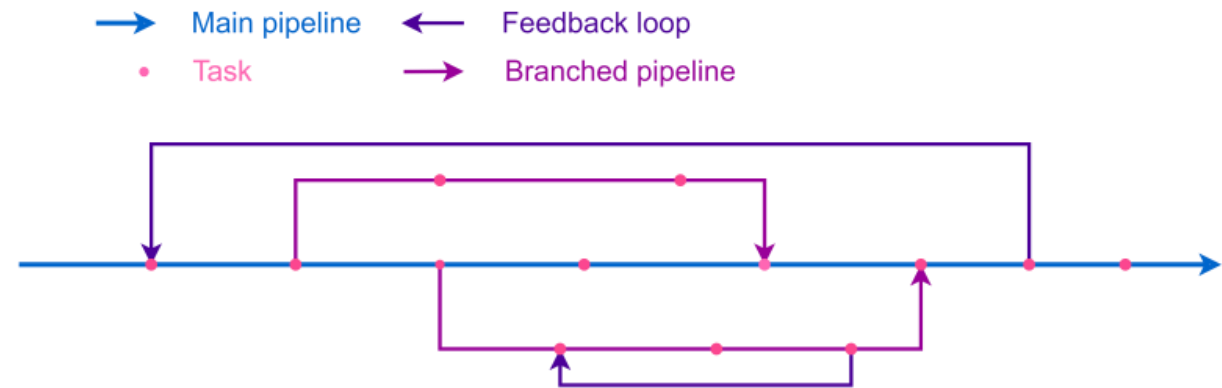 Main pipeline
Feedback loop
Task
Branched pipeline